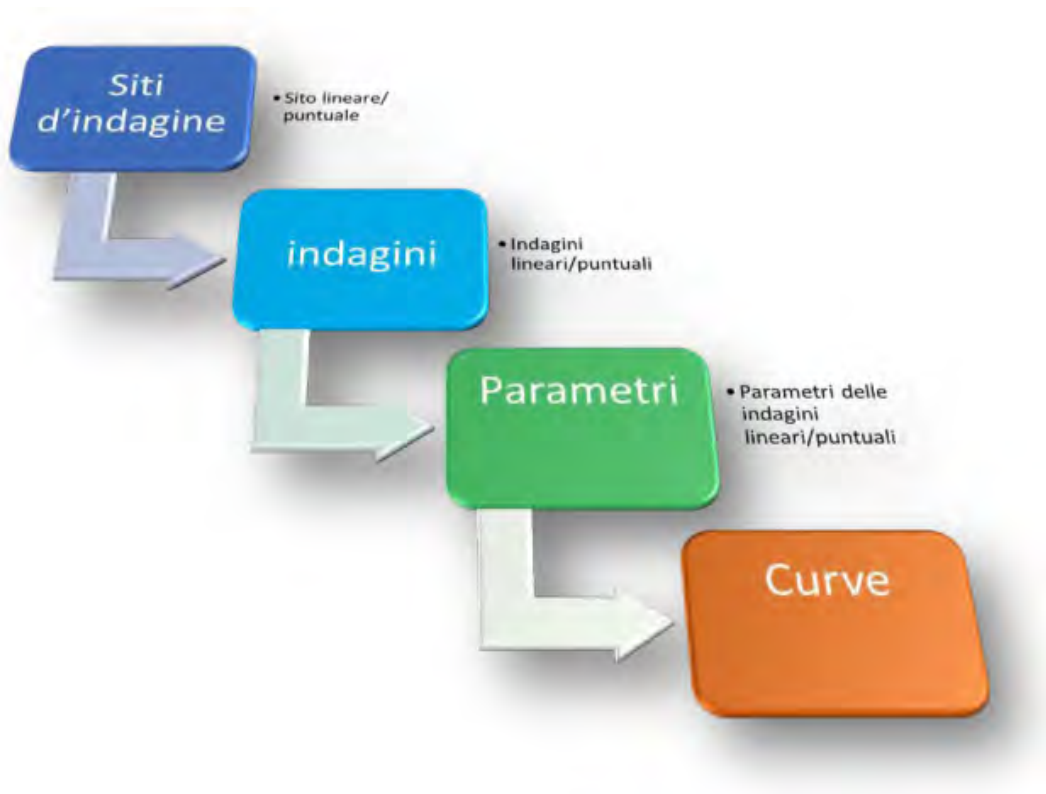 Siti
d'indagine
• Sito lineare/
puntuale
indagini
• Indagini
lineari/puntuali
Parametri
• Parametri delle
indagini
lineari/puntuali
Curve